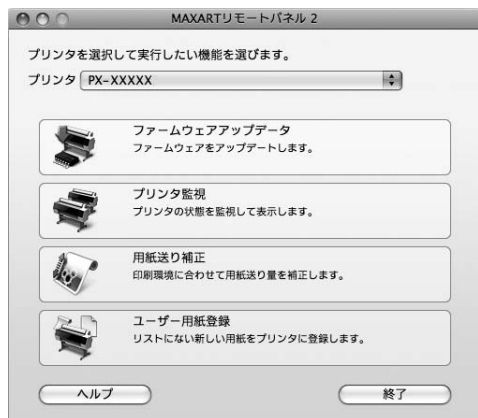 MAXARTリモートパネル 2
プリンタを選択して実行したい機能を選びます。
プリンタ PX-XXXXX
ファームウェアアップデータ
ファームウェアをアップデートします。
プリンタ監視
プリンタの状態を監視して表示します。
用紙送り補正
印刷環境に合わせて用紙送り量を補正します。
ユーザー用紙登録
リストにない新しい用紙をプリンタに登録します。
ヘルプ 終了